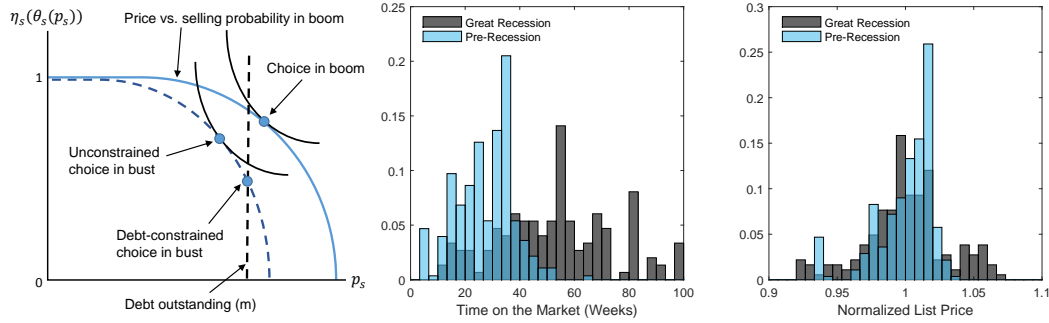 η_s(θ_s(p_s))
Price vs. selling probability in boom
1
Choice in boom
Unconstrained
choice in bust
Debt-constrained
choice in bust
0
p_s
Debt outstanding (m)
Great Recession
Pre-Recession
0.25
0.2
0.15
0.1
0.05
0
0 20 40 60 80 100
Time on the Market (Weeks)
Great Recession
Pre-Recession
0.3
0.25
0.2
0.15
0.1
0.05
0
0.9 0.95 1 1.05 1.1
Normalized List Price